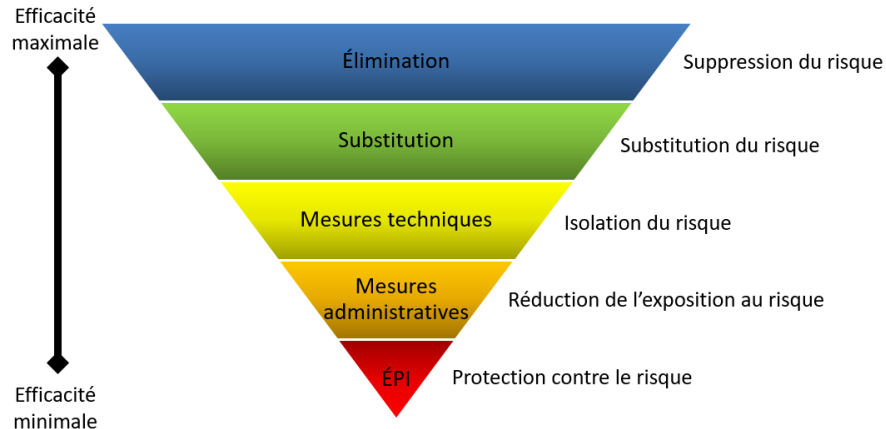 Efficacité
maximale
Élimination
Suppression du risque
Substitution
Substitution du risque
Mesures techniques
Isolation du risque
Mesures
administratives
Réduction de l’exposition au risque
ÉPI
Protection contre le risque
Efficacité
minimale